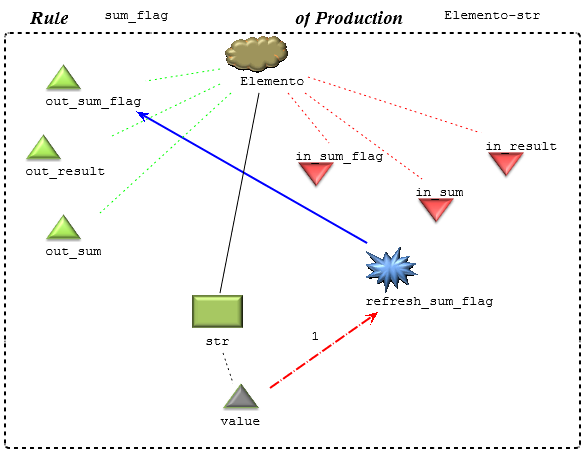 Rule sum_flag of Production Elemento-str
Elemento
out_sum_flag
in_result
in_sum_flag
out_result
in_sum
out_sum
refresh_sum_flag
1
str
value